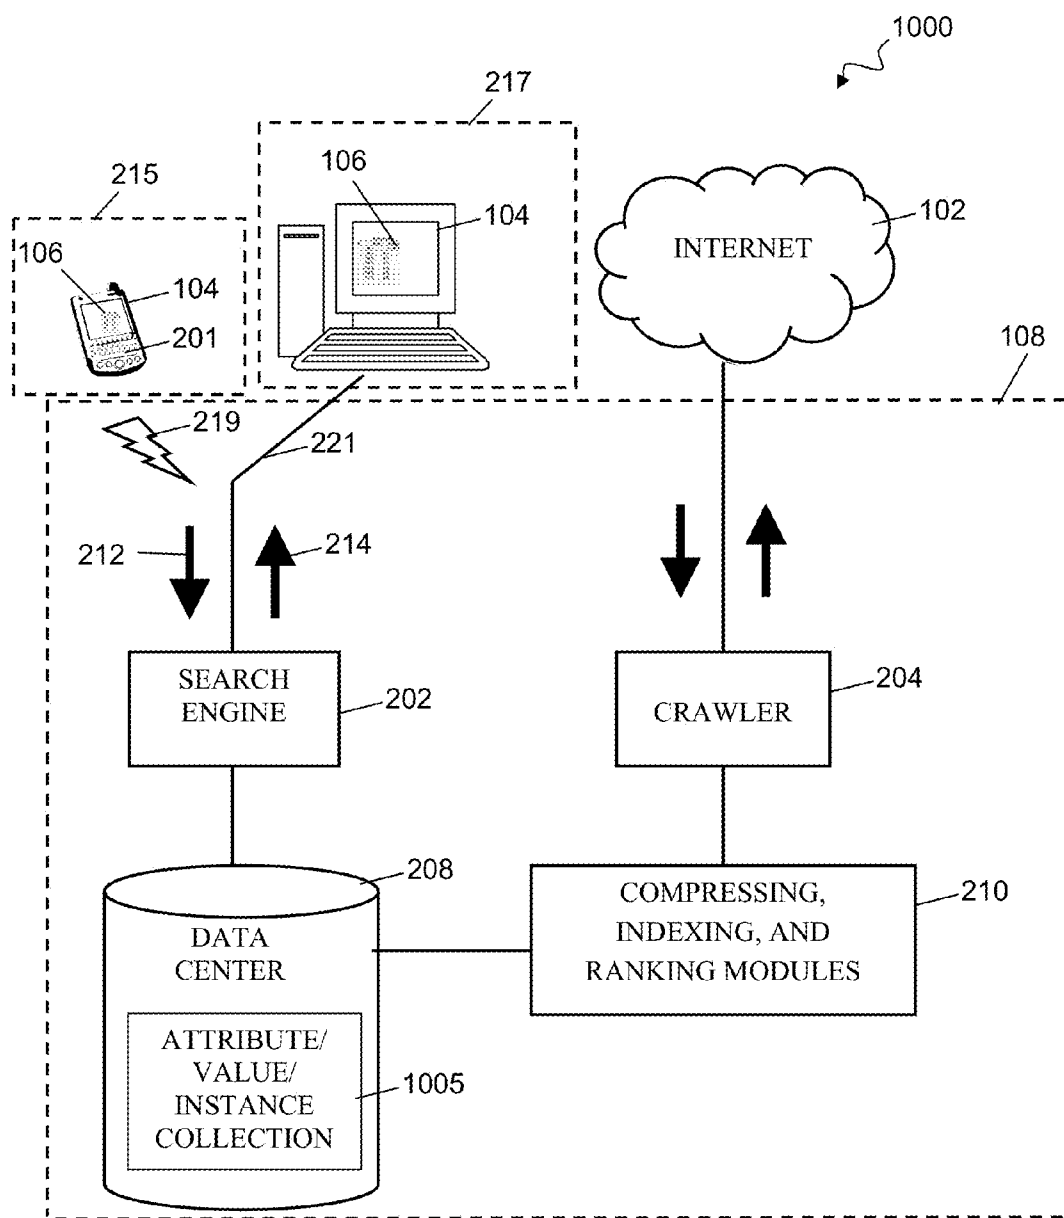 1000
217
215
106
104
102
INTERNET
106
104
201
108
219
221
212
214
SEARCH
ENGINE
202
204
CRAWLER
208
DATA
CENTER
COMPRESSING,
INDEXING, AND
RANKING MODULES
210
ATTRIBUTE/
VALUE/
INSTANCE
COLLECTION
1005